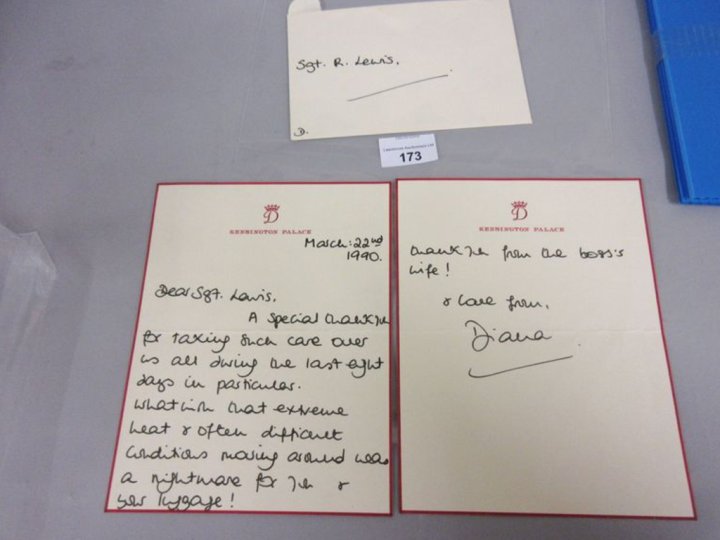 Sgt. R. Lewis.
D.
173
D
KENSINGTON PALACE
March: 22nd
1990.
Dear Sgt. Lewis,
A special thank you
for taking such care over
us all during the last eight
days in particular.
What with that extreme
heat & often difficult
conditions moving around was
a nightmare for you &
your luggage!
D
KENSINGTON PALACE
thank you from the boss's
wife!
& love from,
Diana